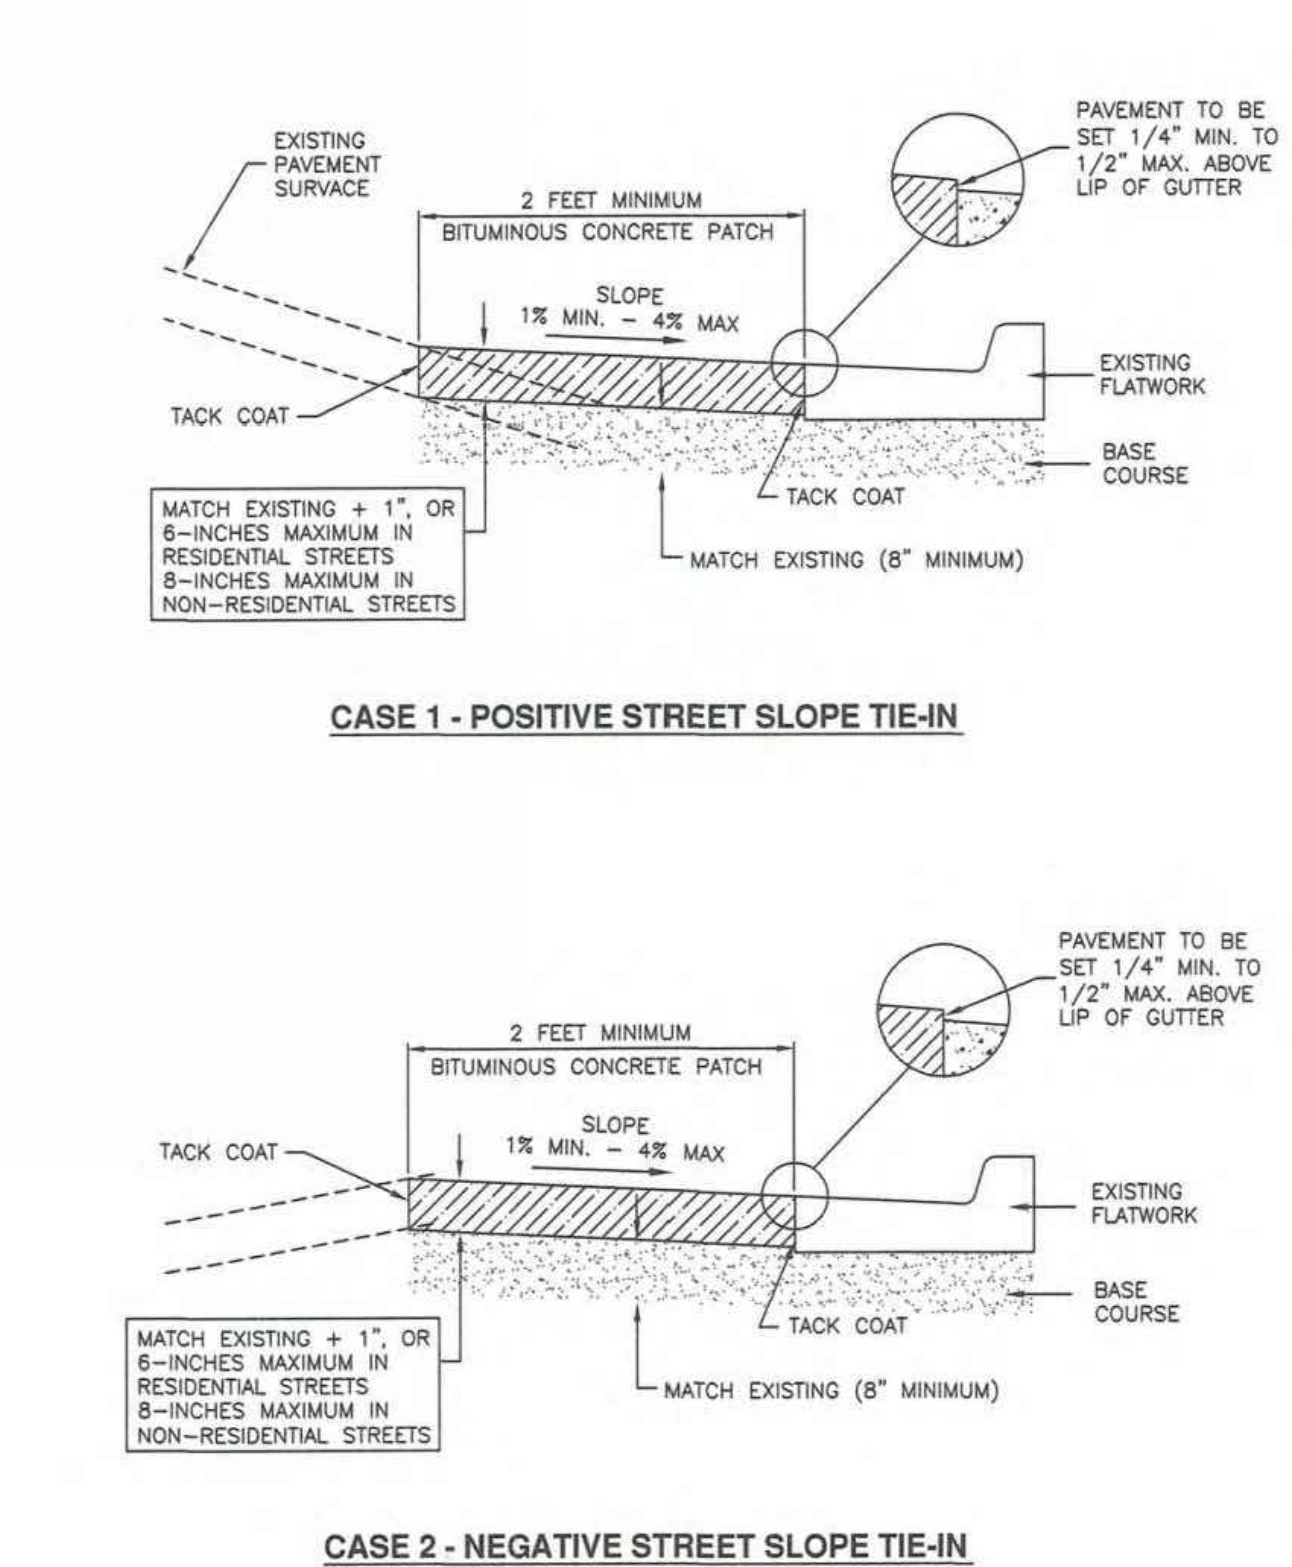 EXISTING
PAVEMENT
SURVACE
PAVEMENT TO BE
SET 1/4" MIN. TO
1/2" MAX. ABOVE
LIP OF GUTTER
2 FEET MINIMUM
BITUMINOUS CONCRETE PATCH
SLOPE
1% MIN. - 4% MAX
EXISTING
FLATWORK
TACK COAT
BASE
COURSE
TACK COAT
MATCH EXISTING + 1", OR
6-INCHES MAXIMUM IN
RESIDENTIAL STREETS
8-INCHES MAXIMUM IN
NON-RESIDENTIAL STREETS
MATCH EXISTING (8" MINIMUM)
CASE 1 - POSITIVE STREET SLOPE TIE-IN
PAVEMENT TO BE
SET 1/4" MIN. TO
1/2" MAX. ABOVE
LIP OF GUTTER
2 FEET MINIMUM
BITUMINOUS CONCRETE PATCH
SLOPE
1% MIN. - 4% MAX
TACK COAT
EXISTING
FLATWORK
BASE
COURSE
TACK COAT
MATCH EXISTING + 1", OR
6-INCHES MAXIMUM IN
RESIDENTIAL STREETS
8-INCHES MAXIMUM IN
NON-RESIDENTIAL STREETS
MATCH EXISTING (8" MINIMUM)
CASE 2 - NEGATIVE STREET SLOPE TIE-IN